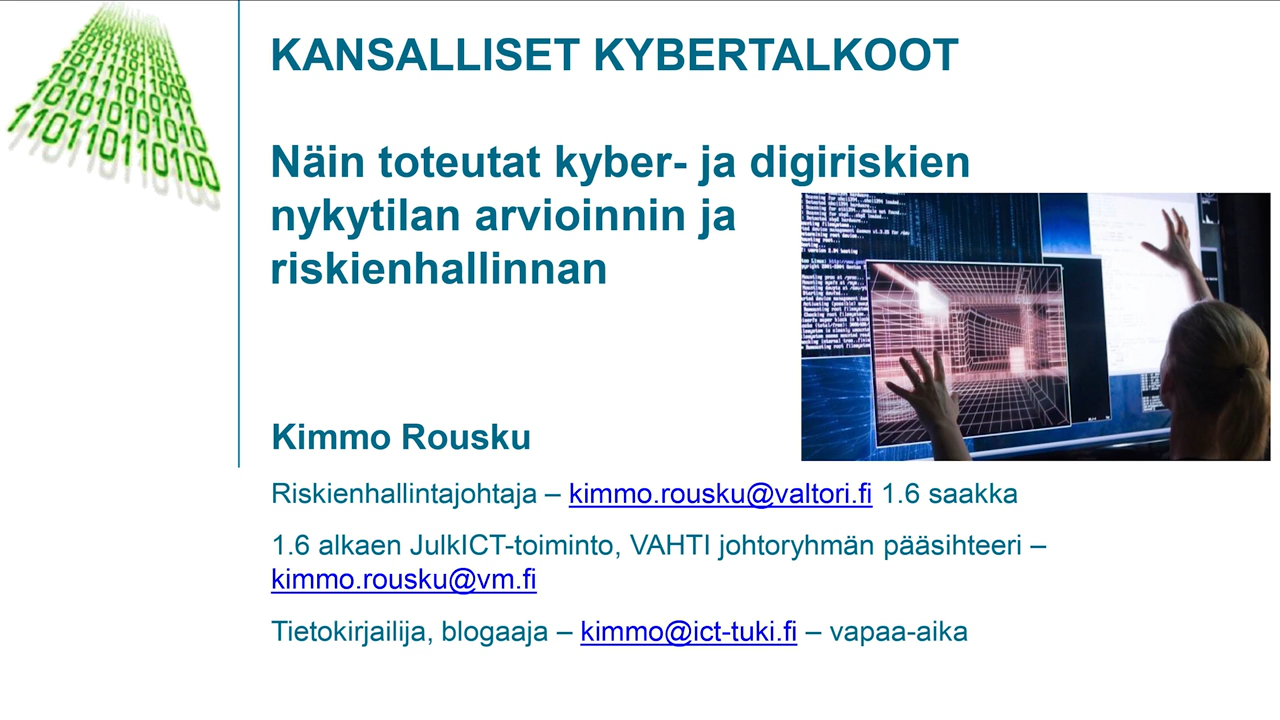 KANSALLISET KYBERTALKOOT
Näin toteutat kyber- ja digiriskien
nykytilan arvioinnin ja
riskienhallinnan
Kimmo Rousku
Riskienhallintajohtaja – kimmo.rousku@valtori.fi 1.6 saakka
1.6 alkaen JulkICT-toiminto, VAHTI johtoryhmän pääsihteeri –
kimmo.rousku@vm.fi
Tietokirjailija, blogaaja – kimmo@ict-tuki.fi – vapaa-aika
11011010100